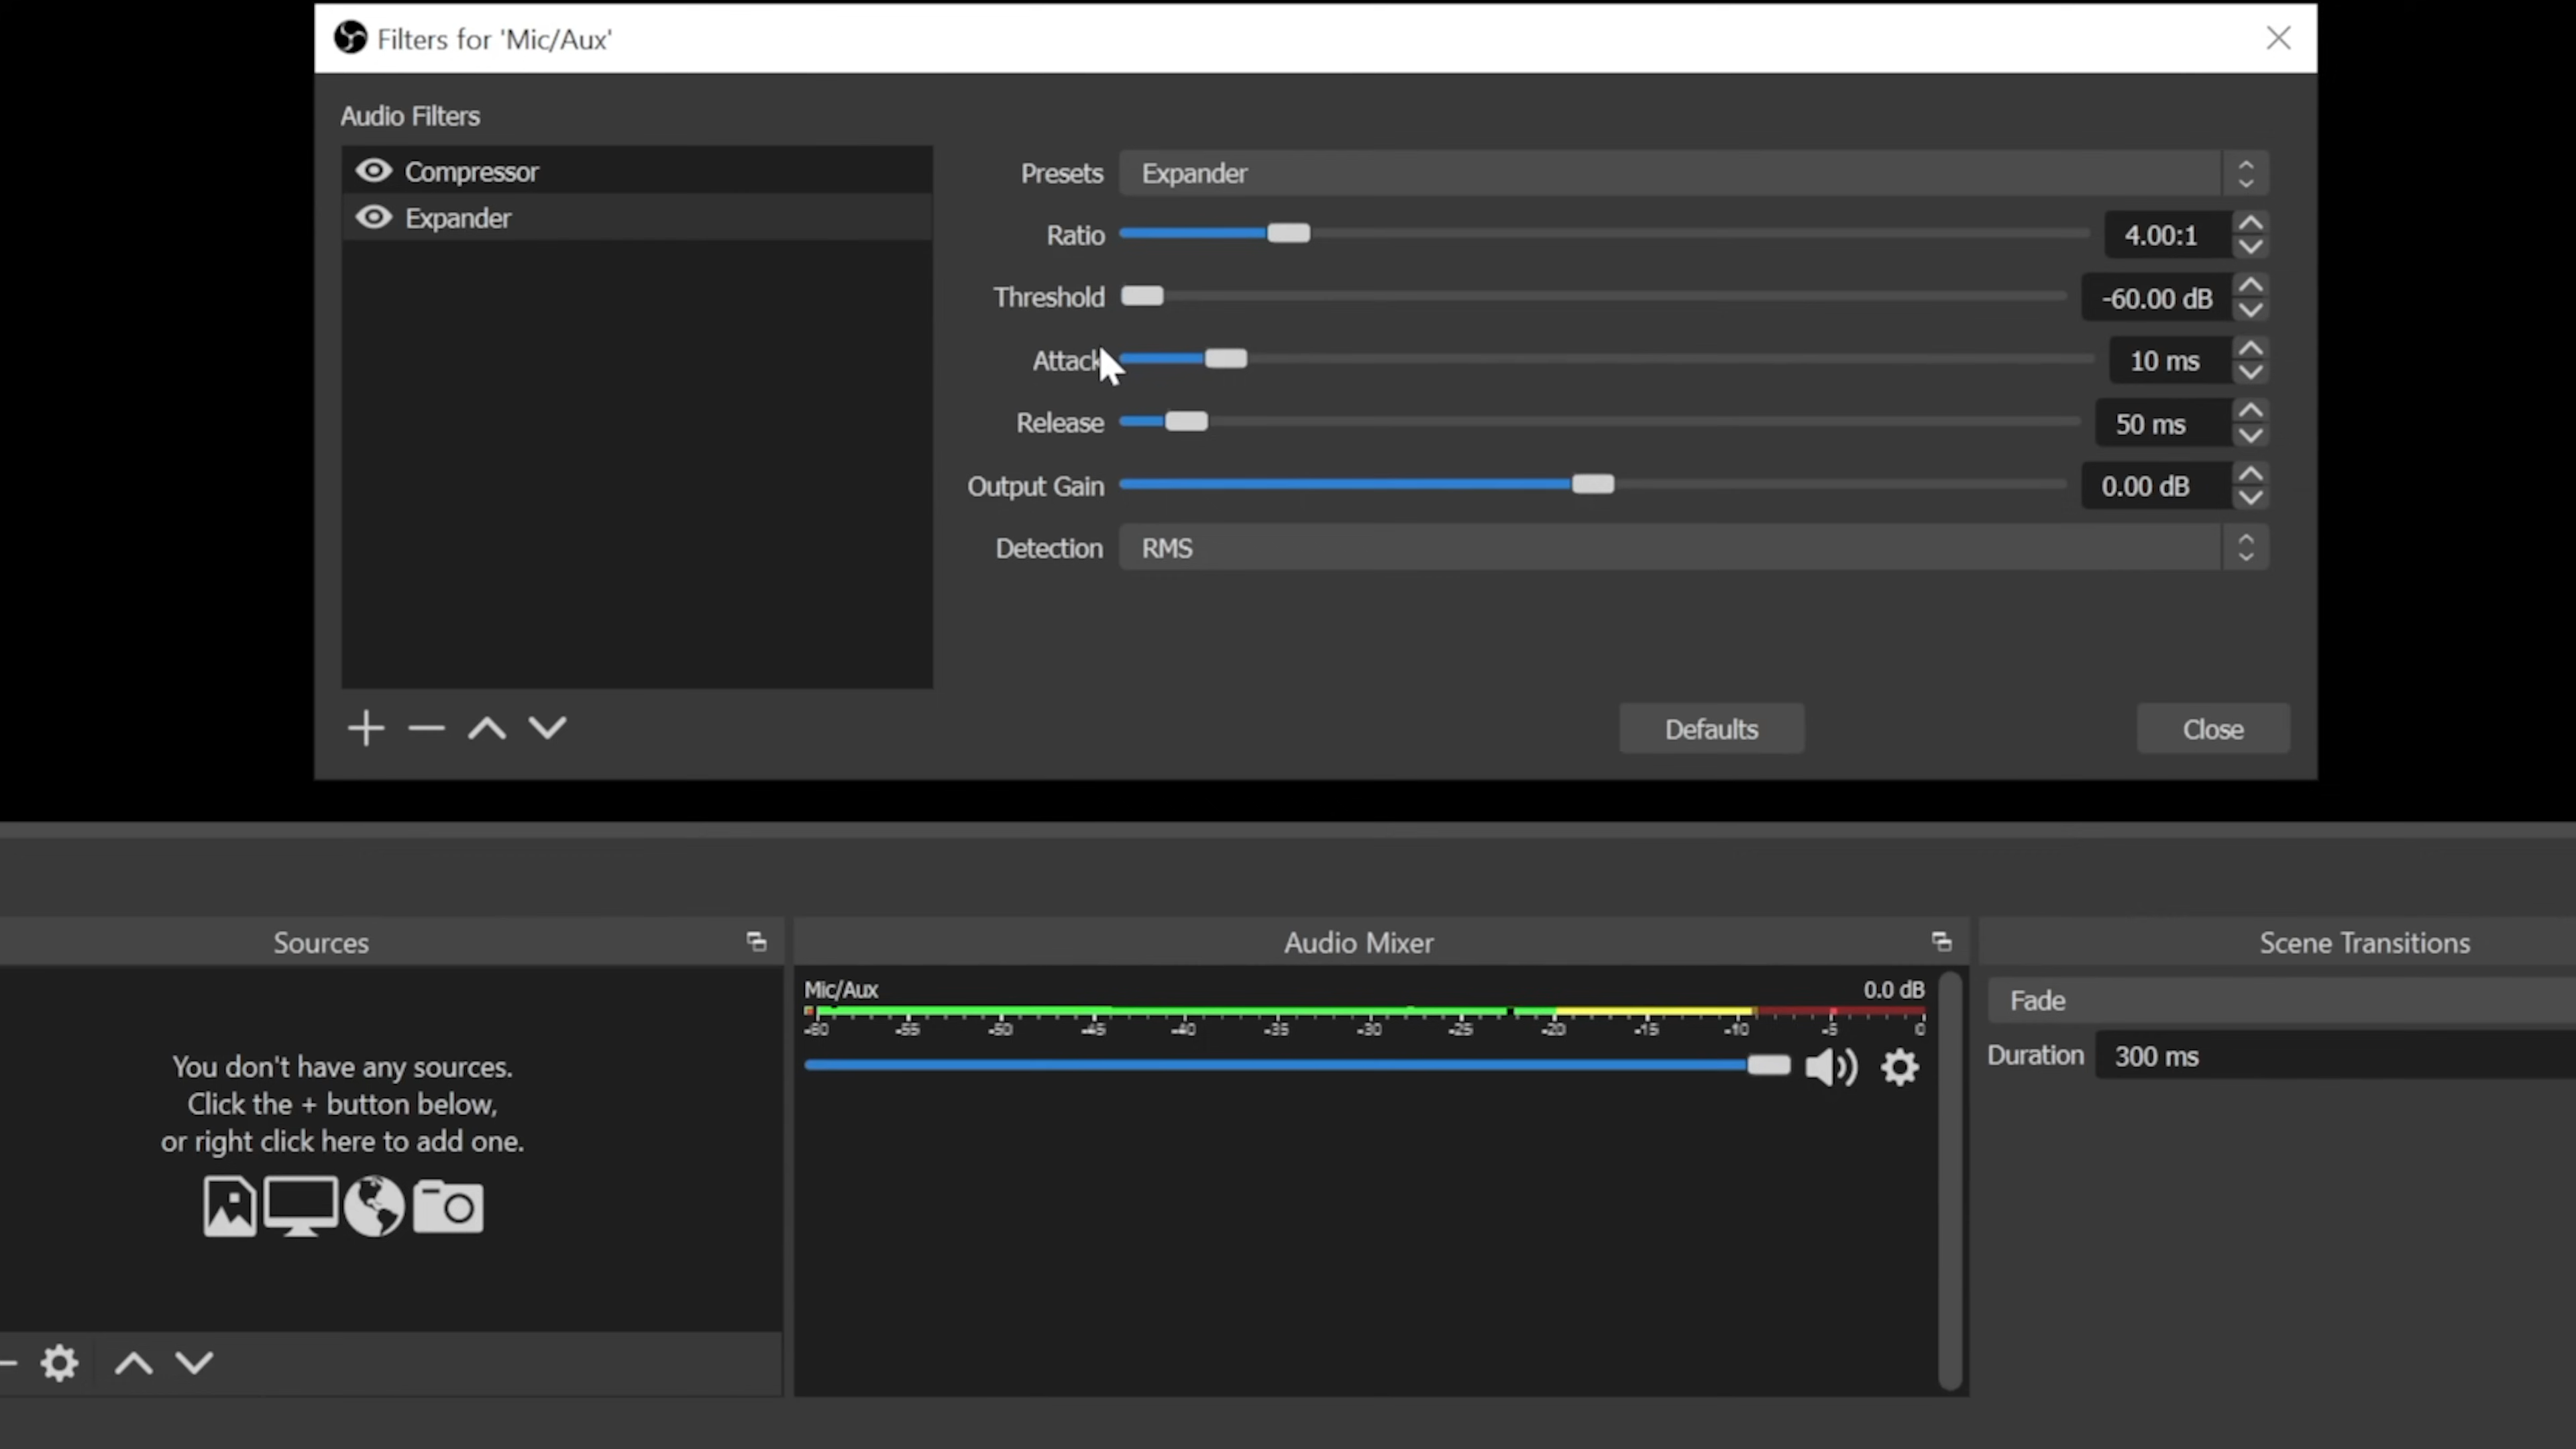 Filters for 'Mic/Aux'
Audio Filters
Compressor
Expander
Presets Expander
Ratio 4.00:1
Threshold -60.00 dB
Attack 10 ms
Release 50 ms
Output Gain 0.00 dB
Detection RMS
Defaults Close
Sources
You don't have any sources.
Click the + button below,
or right click here to add one.
Audio Mixer
Mic/Aux 0.0 dB
-60 -55 -50 -45 -40 -35 -30 -25 -20 -15 -10 -5 0
Scene Transitions
Fade
Duration 300 ms